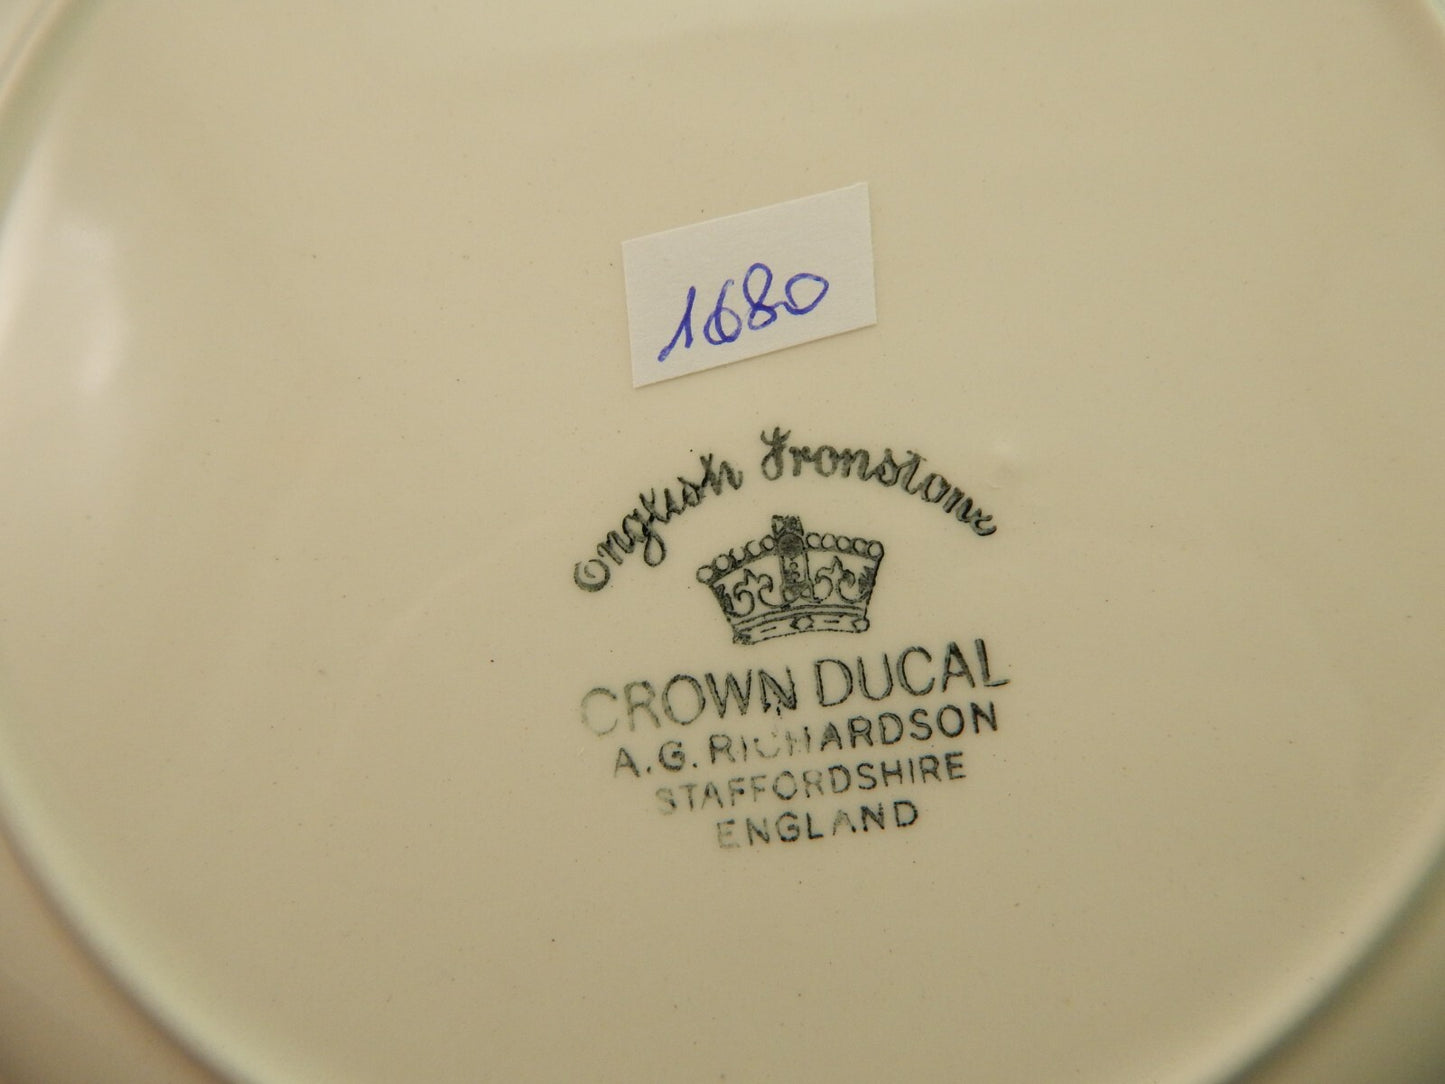 1680
English Ironstone
CROWN DUCAL
A.G. RICHARDSON
STAFFORDSHIRE
ENGLAND